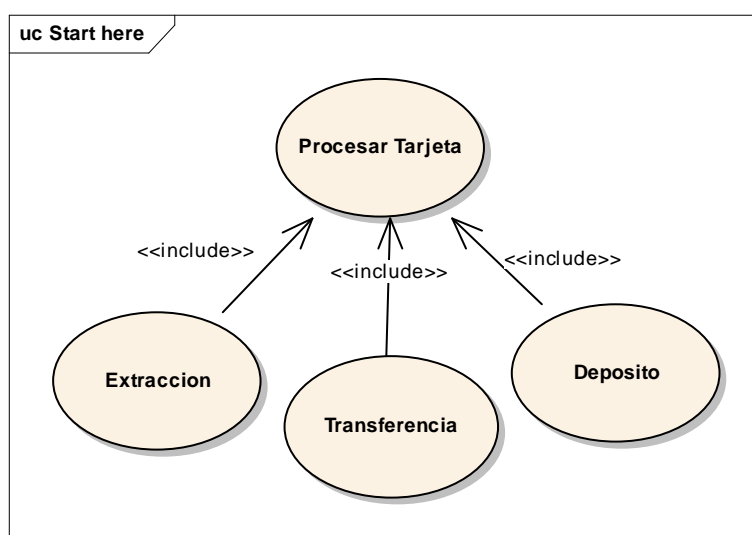 uc Start here
Procesar Tarjeta
<<include>>
<<include>>
<<include>>
Extraccion
Transferencia
Deposito